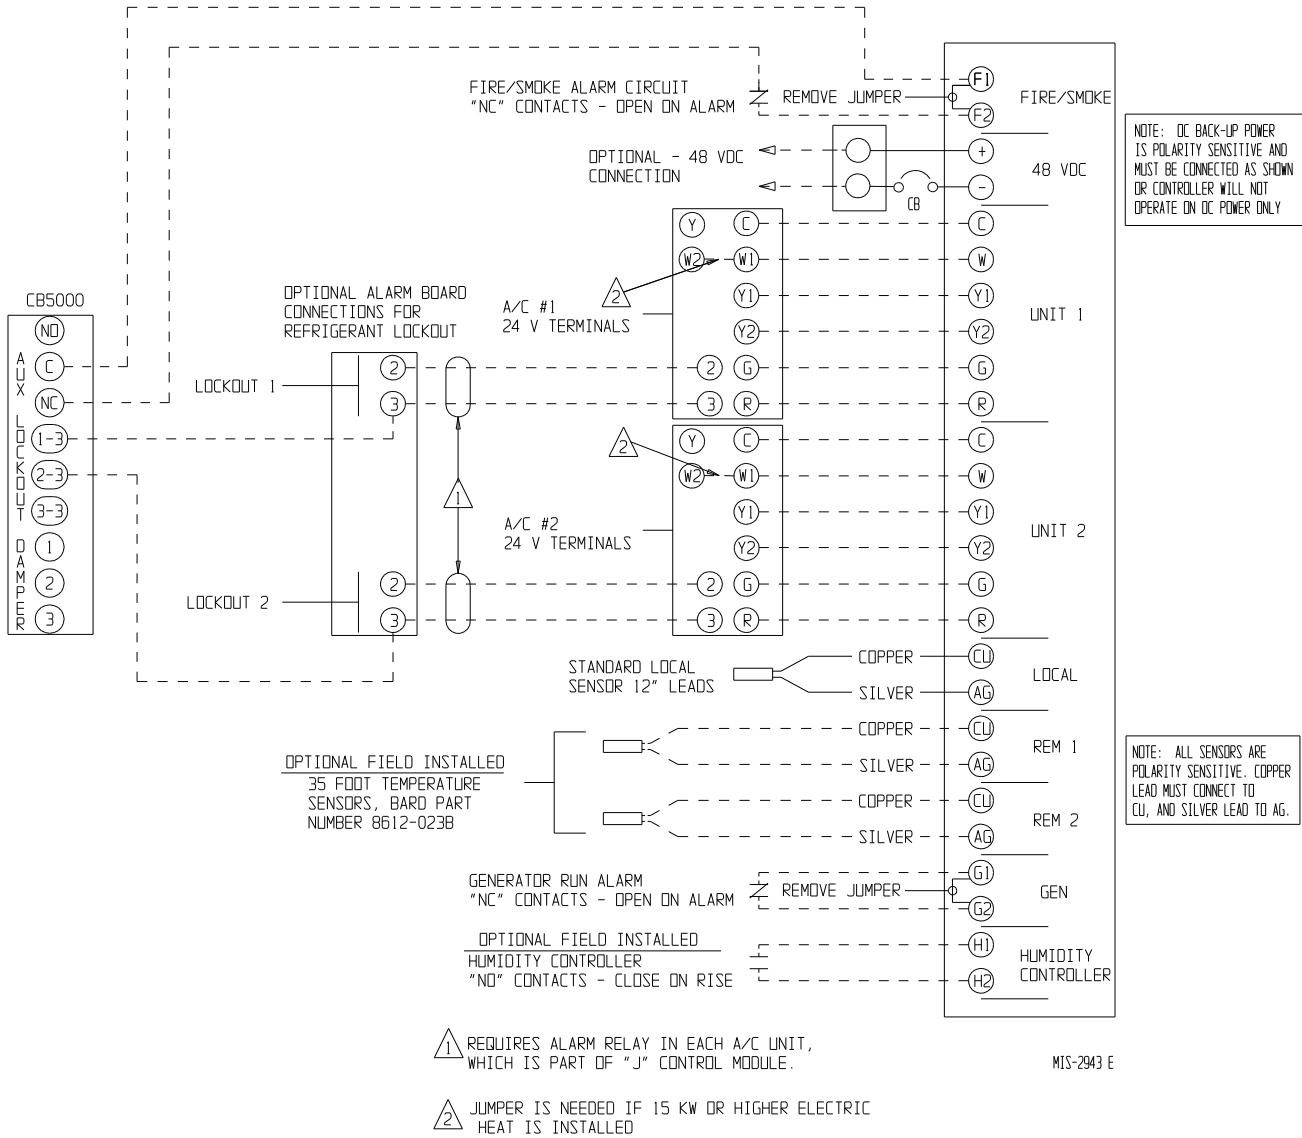 FIRE/SMOKE ALARM CIRCUIT
"NC" CONTACTS - OPEN ON ALARM
REMOVE JUMPER
F1
F2
FIRE/SMOKE
OPTIONAL - 48 VDC
CONNECTION
CB
+
-
48 VDC
NOTE: DC BACK-UP POWER
IS POLARITY SENSITIVE AND
MUST BE CONNECTED AS SHOWN
OR CONTROLLER WILL NOT
OPERATE ON DC POWER ONLY
CB5000
AUX LOCKOUT DAMPER
NO
C
NC
1-3
2-3
3-3
1
2
3
OPTIONAL ALARM BOARD
CONNECTIONS FOR
REFRIGERANT LOCKOUT
LOCKOUT 1
2
3
LOCKOUT 2
2
3
1
A/C #1
24 V TERMINALS
2
Y
C
W2
W1
Y1
Y2
2
G
3
R
C
W
Y1
Y2
G
R
UNIT 1
A/C #2
24 V TERMINALS
2
Y
C
W2
W1
Y1
Y2
2
G
3
R
C
W
Y1
Y2
G
R
UNIT 2
STANDARD LOCAL
SENSOR 12" LEADS
COPPER
SILVER
CU
AG
LOCAL
OPTIONAL FIELD INSTALLED
35 FOOT TEMPERATURE
SENSORS, BARD PART
NUMBER 8612-023B
COPPER
SILVER
CU
AG
REM 1
COPPER
SILVER
CU
AG
REM 2
NOTE: ALL SENSORS ARE
POLARITY SENSITIVE. COPPER
LEAD MUST CONNECT TO
CU, AND SILVER LEAD TO AG.
GENERATOR RUN ALARM
"NC" CONTACTS - OPEN ON ALARM
REMOVE JUMPER
G1
G2
GEN
OPTIONAL FIELD INSTALLED
HUMIDITY CONTROLLER
"NO" CONTACTS - CLOSE ON RISE
H1
H2
HUMIDITY
CONTROLLER
1 REQUIRES ALARM RELAY IN EACH A/C UNIT,
WHICH IS PART OF "J" CONTROL MODULE.
MIS-2943 E
2 JUMPER IS NEEDED IF 15 KW OR HIGHER ELECTRIC
HEAT IS INSTALLED